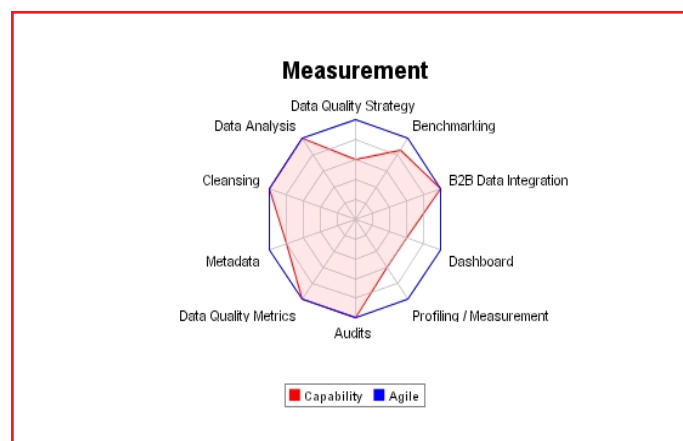 Measurement
Data Quality Strategy
Data Analysis
Benchmarking
Cleansing
B2B Data Integration
Metadata
Dashboard
Data Quality Metrics
Profiling / Measurement
Audits
Capability
Agile